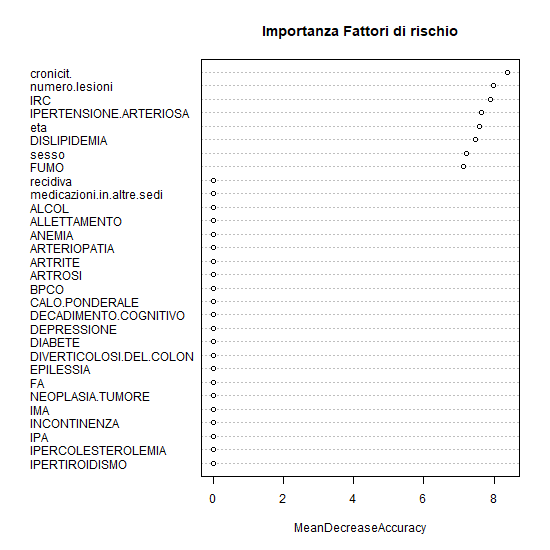 Importanza Fattori di rischio
cronicit.
numero.lesioni
IRC
IPERTENSIONE.ARTERIOSA
eta
DISLIPIDEMIA
sesso
FUMO
recidiva
medicazioni.in.altre.sedi
ALCOL
ALLETTAMENTO
ANEMIA
ARTERIOPATIA
ARTRITE
ARTROSI
BPCO
CALO.PONDERALE
DECADIMENTO.COGNITIVO
DEPRESSIONE
DIABETE
DIVERTICOLOSI.DEL.COLON
EPILESSIA
FA
NEOPLASIA.TUMORE
IMA
INCONTINENZA
IPA
IPERCOLESTEROLEMIA
IPERTIROIDISMO
0 2 4 6 8
MeanDecreaseAccuracy